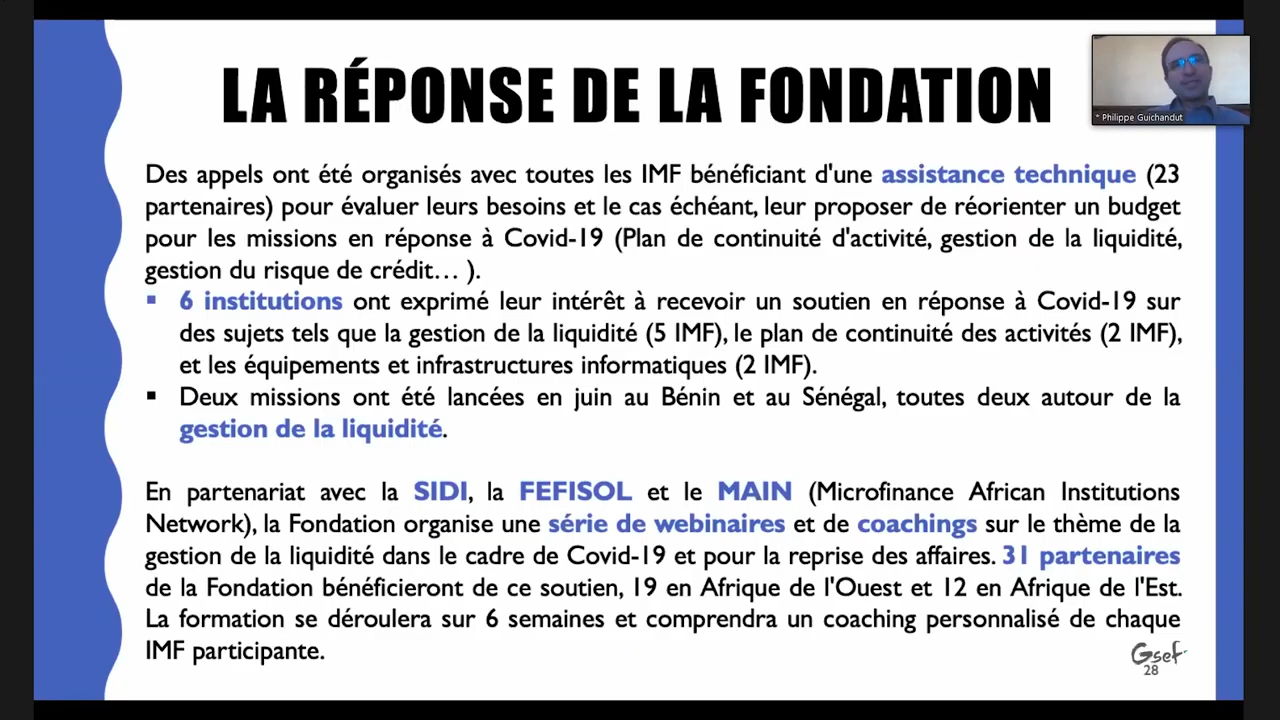 LA RÉPONSE DE LA FONDATION
* Philippe Guichandut
Des appels ont été organisés avec toutes les IMF bénéficiant d'une assistance technique (23
partenaires) pour évaluer leurs besoins et le cas échéant, leur proposer de réorienter un budget
pour les missions en réponse à Covid-19 (Plan de continuité d'activité, gestion de la liquidité,
gestion du risque de crédit… ).
▪ 6 institutions ont exprimé leur intérêt à recevoir un soutien en réponse à Covid-19 sur
des sujets tels que la gestion de la liquidité (5 IMF), le plan de continuité des activités (2 IMF),
et les équipements et infrastructures informatiques (2 IMF).
▪ Deux missions ont été lancées en juin au Bénin et au Sénégal, toutes deux autour de la
gestion de la liquidité.
En partenariat avec la SIDI, la FEFISOL et le MAIN (Microfinance African Institutions
Network), la Fondation organise une série de webinaires et de coachings sur le thème de la
gestion de la liquidité dans le cadre de Covid-19 et pour la reprise des affaires. 31 partenaires
de la Fondation bénéficieront de ce soutien, 19 en Afrique de l'Ouest et 12 en Afrique de l'Est.
La formation se déroulera sur 6 semaines et comprendra un coaching personnalisé de chaque
IMF participante.
Gsef
28